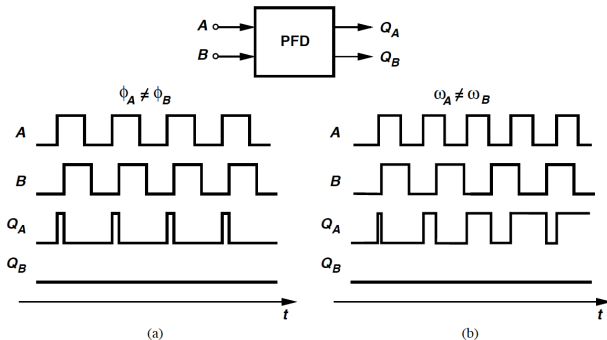 A
B
PFD
Q_A
Q_B
ϕ_A ≠ ϕ_B
A
B
Q_A
Q_B
t
(a)
ω_A ≠ ω_B
A
B
Q_A
Q_B
t
(b)